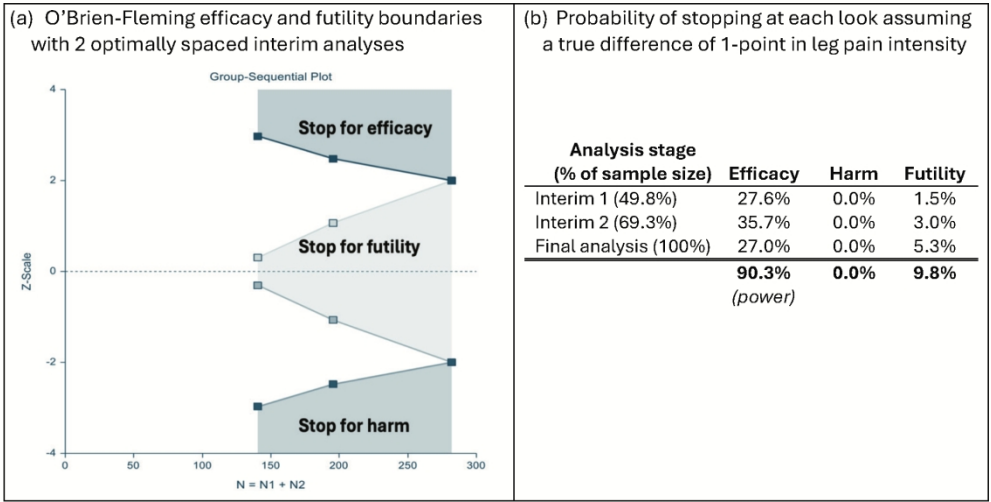 (a) O’Brien-Fleming efficacy and futility boundaries
with 2 optimally spaced interim analyses
Group-Sequential Plot
4
2
0
-2
-4
Z-Scale
Stop for efficacy
Stop for futility
Stop for harm
0 50 100 150 200 250 300
N = N1 + N2
(b) Probability of stopping at each look assuming
a true difference of 1-point in leg pain intensity
Analysis stage
(% of sample size) Efficacy Harm Futility
Interim 1 (49.8%) 27.6% 0.0% 1.5%
Interim 2 (69.3%) 35.7% 0.0% 3.0%
Final analysis (100%) 27.0% 0.0% 5.3%
90.3% 0.0% 9.8%
(power)